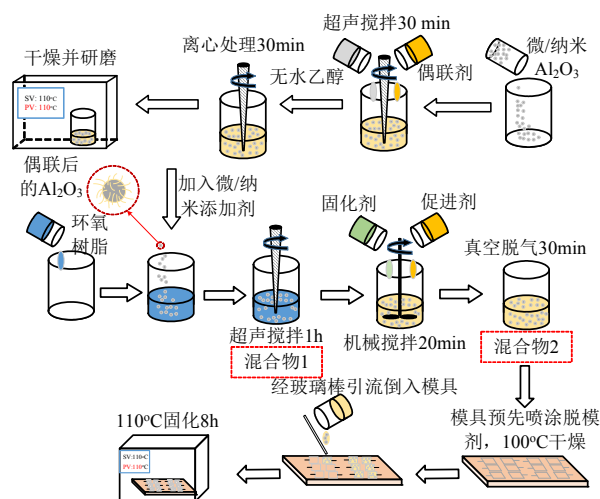 超声搅拌30 min
干燥并研磨
离心处理30min
微/纳米
Al₂O₃
无水乙醇
偶联剂
SV: 110°C
PV: 110°C
偶联后
的Al₂O₃
加入微/纳
米添加剂
环氧
树脂
固化剂
促进剂
真空脱气30min
超声搅拌1h
机械搅拌20min
混合物1
混合物2
经玻璃棒引流倒入模具
110°C固化8h
模具预先喷涂脱模
剂，100°C干燥
SV:110°C
PV:110°C